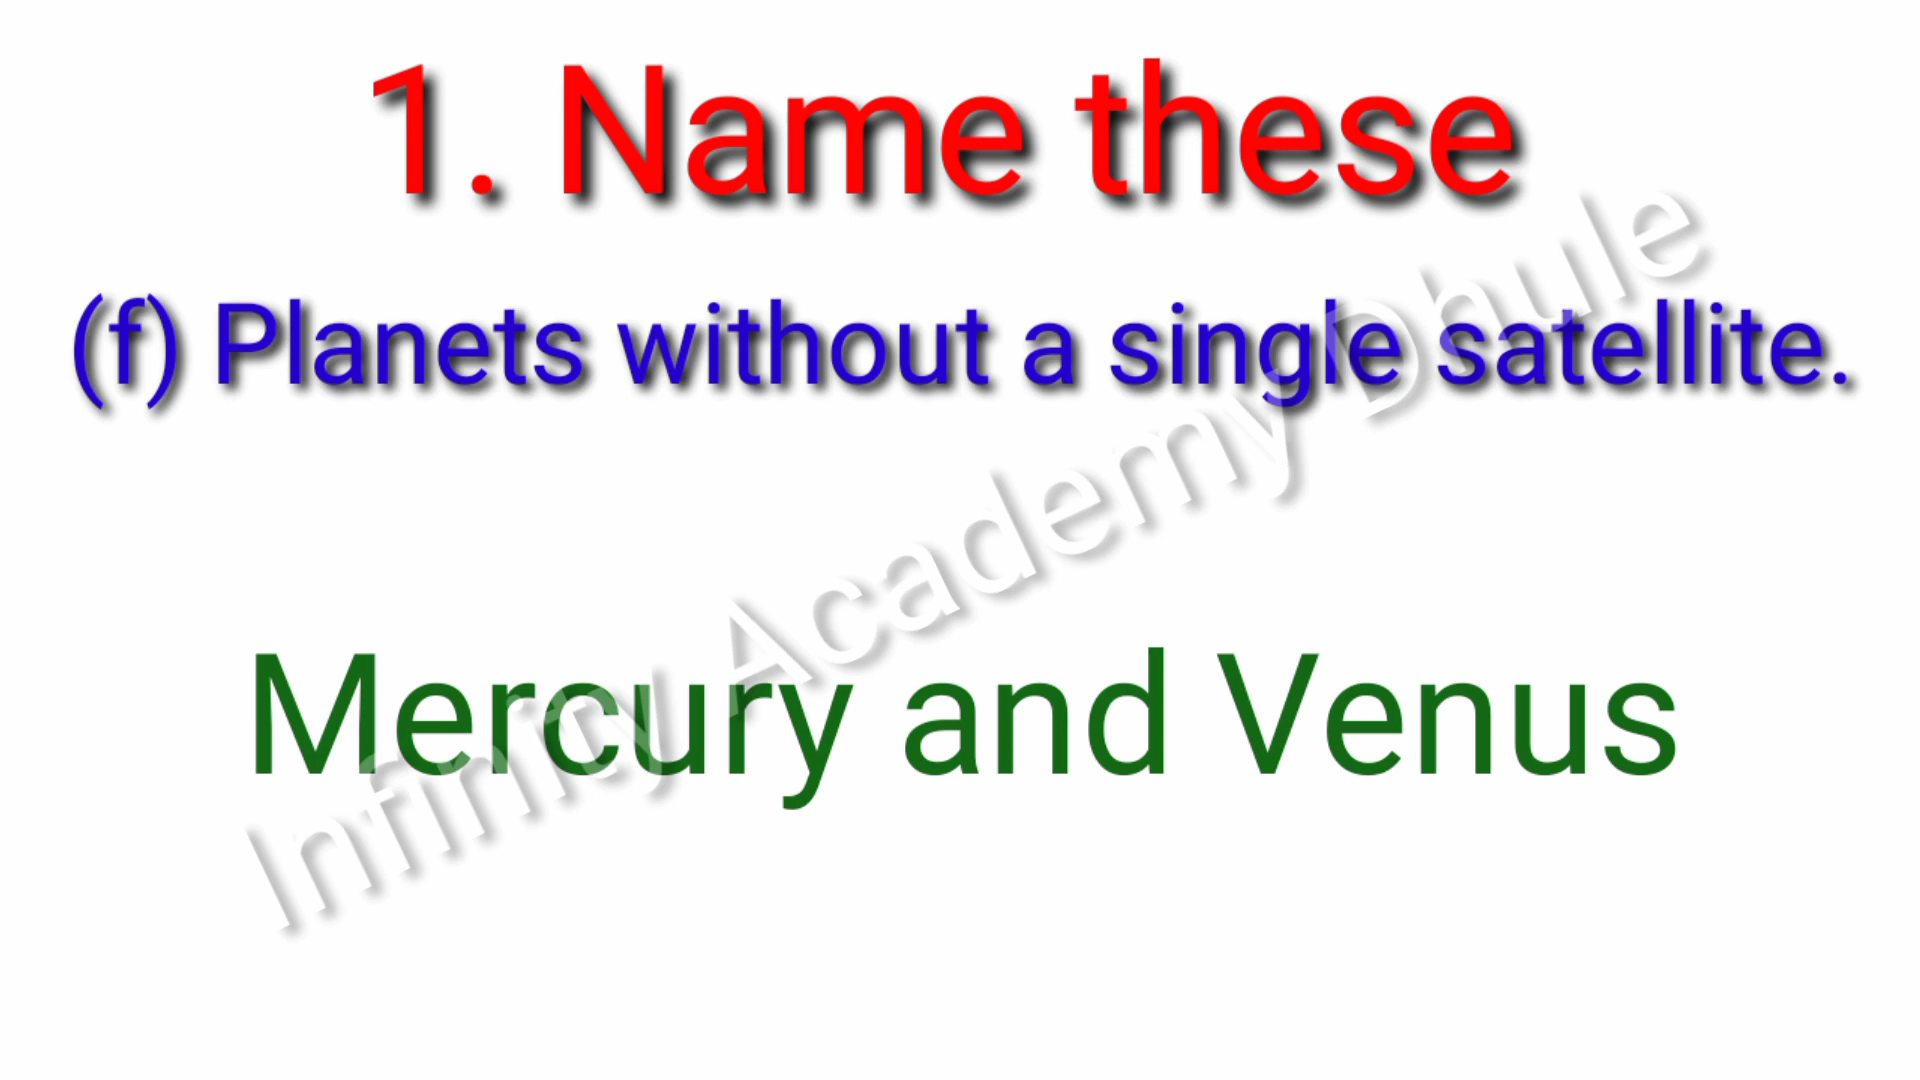 1. Name these
(f) Planets without a single satellite.
Mercury and Venus
Infinity Academy Dhule